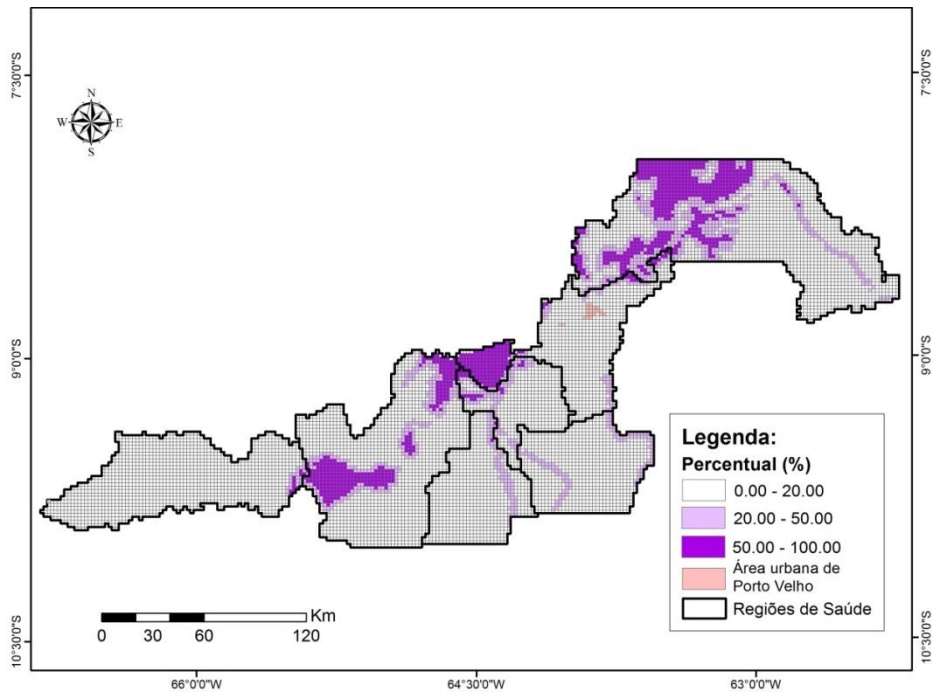 7°30'0"S
7°30'0"S
N
W E
S
9°0'0"S
9°0'0"S
Legenda:
Percentual (%)
0.00 - 20.00
20.00 - 50.00
50.00 - 100.00
Área urbana de
Porto Velho
Regiões de Saúde
Km
0 30 60 120
10°30'0"S
10°30'0"S
66°0'0"W 64°30'0"W 63°0'0"W